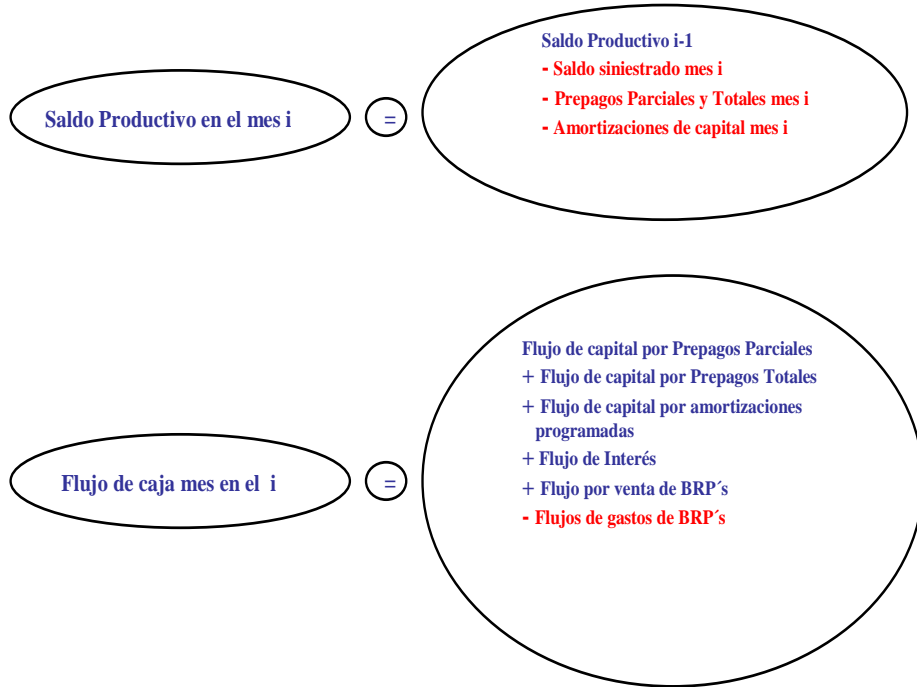 Saldo Productivo en el mes i
=
Saldo Productivo i-1
- Saldo siniestrado mes i
- Prepagos Parciales y Totales mes i
- Amortizaciones de capital mes i
Flujo de caja mes en el i
=
Flujo de capital por Prepagos Parciales
+ Flujo de capital por Prepagos Totales
+ Flujo de capital por amortizaciones
programadas
+ Flujo de Interés
+ Flujo por venta de BRP´s
- Flujos de gastos de BRP´s